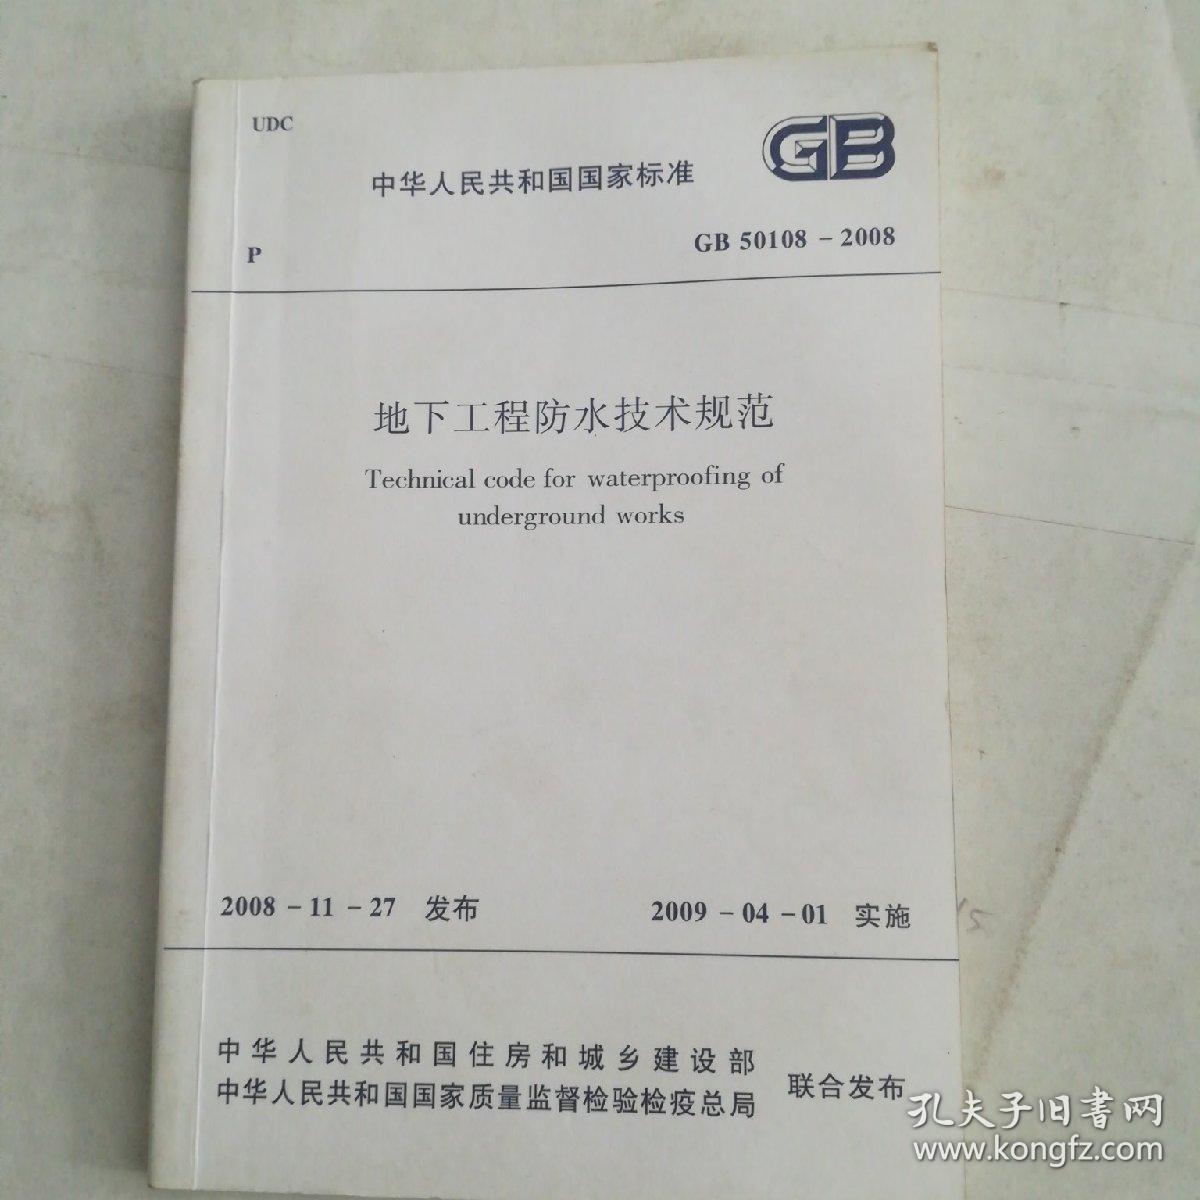 UDC
GB
中华人民共和国国家标准
P
GB 50108 - 2008
地下工程防水技术规范
Technical code for waterproofing of
underground works
2008 - 11 - 27 发布
2009 - 04 - 01 实施
中华人民共和国住房和城乡建设部
中华人民共和国国家质量监督检验检疫总局
联合发布
孔夫子旧书网
www.kongfz.com